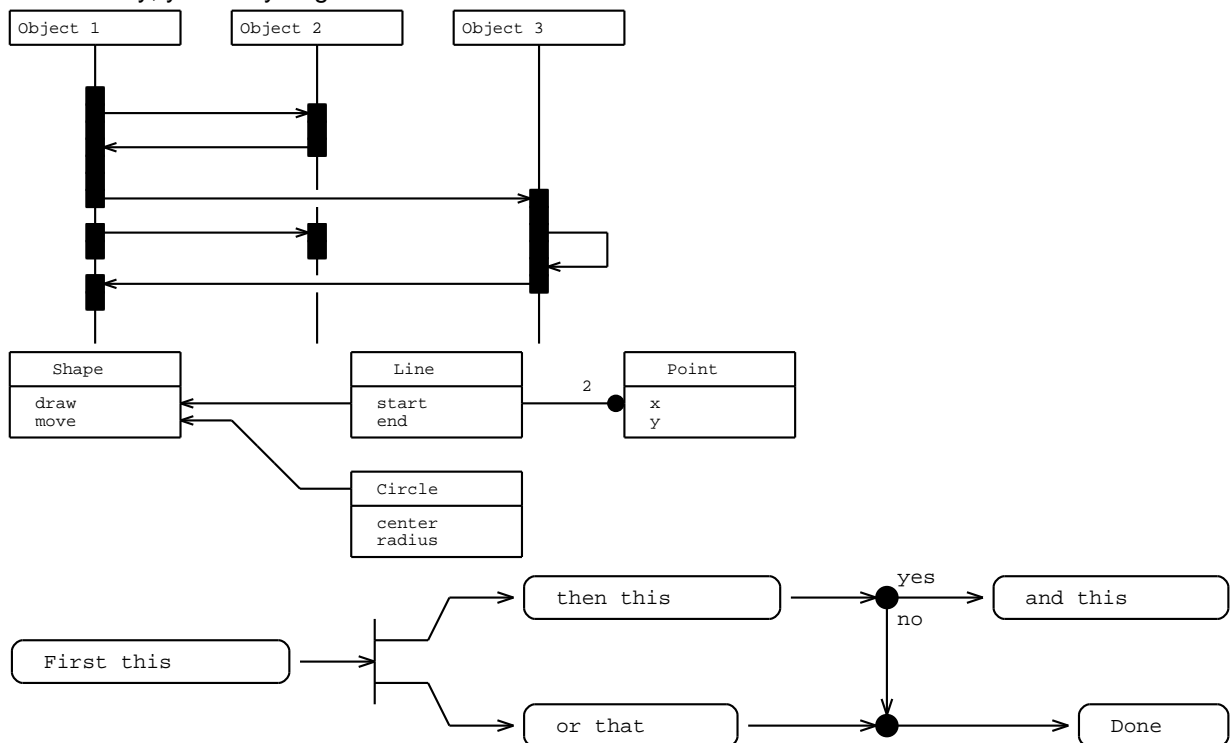 Object 1
Object 2
Object 3
Shape
draw
move
Line
start
end
2
Point
x
y
Circle
center
radius
First this
then this
or that
yes
no
and this
Done